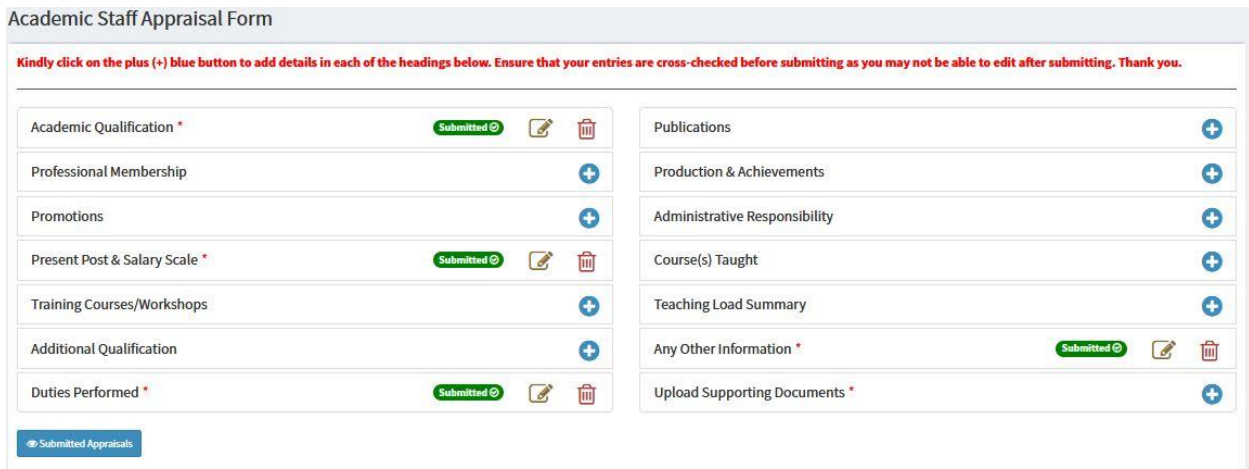 Academic Staff Appraisal Form
Kindly click on the plus (+) blue button to add details in each of the headings below. Ensure that your entries are cross-checked before submitting as you may not be able to edit after submitting. Thank you.
Academic Qualification * Submitted
Professional Membership
Promotions
Present Post & Salary Scale * Submitted
Training Courses/Workshops
Additional Qualification
Duties Performed * Submitted
Publications
Production & Achievements
Administrative Responsibility
Course(s) Taught
Teaching Load Summary
Any Other Information * Submitted
Upload Supporting Documents *
Submitted Appraisals